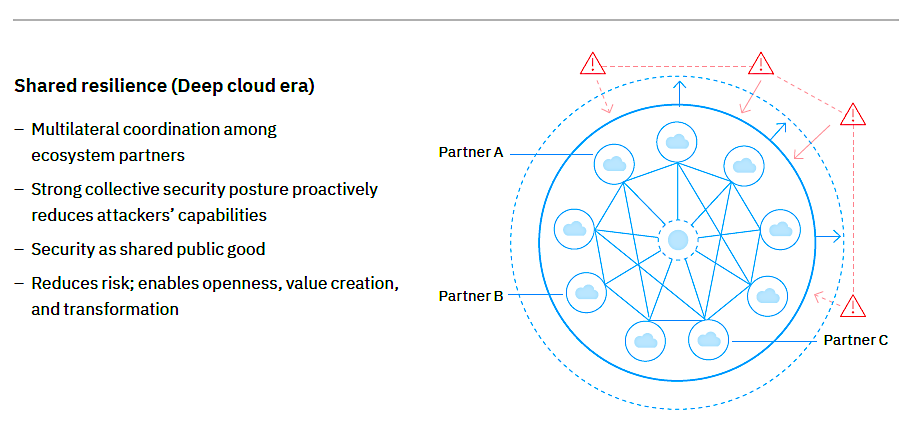 Shared resilience (Deep cloud era)
– Multilateral coordination among
ecosystem partners
– Strong collective security posture proactively
reduces attackers’ capabilities
– Security as shared public good
– Reduces risk; enables openness, value creation,
and transformation
Partner A
Partner B
Partner C